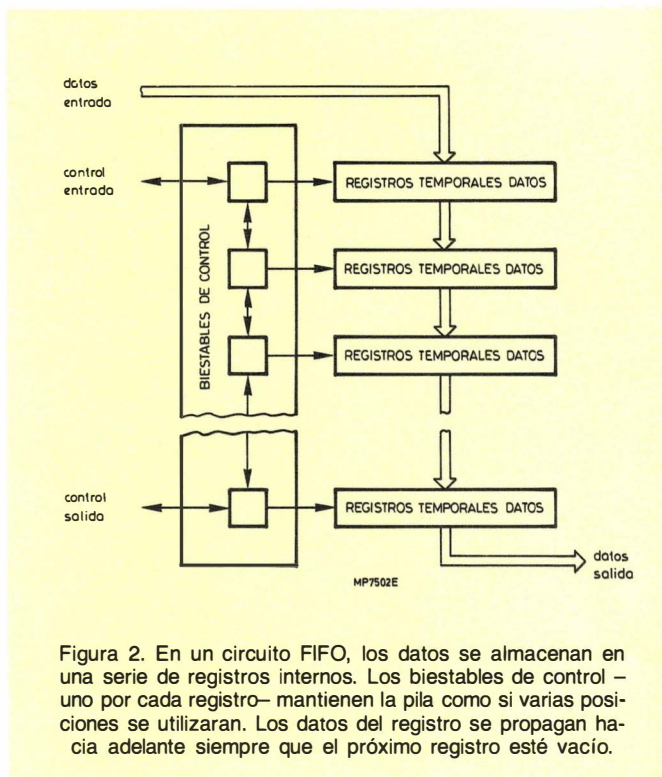 datos
entrada
control
entrada
REGISTROS TEMPORALES DATOS
BIESTABLES DE CONTROL
REGISTROS TEMPORALES DATOS
REGISTROS TEMPORALES DATOS
control
salida
REGISTROS TEMPORALES DATOS
datos
salida
MP7502E
Figura 2. En un circuito FIFO, los datos se almacenan en
una serie de registros internos. Los biestables de control –
uno por cada registro– mantienen la pila como si varias posi-
ciones se utilizaran. Los datos del registro se propagan ha-
cia adelante siempre que el próximo registro esté vacío.